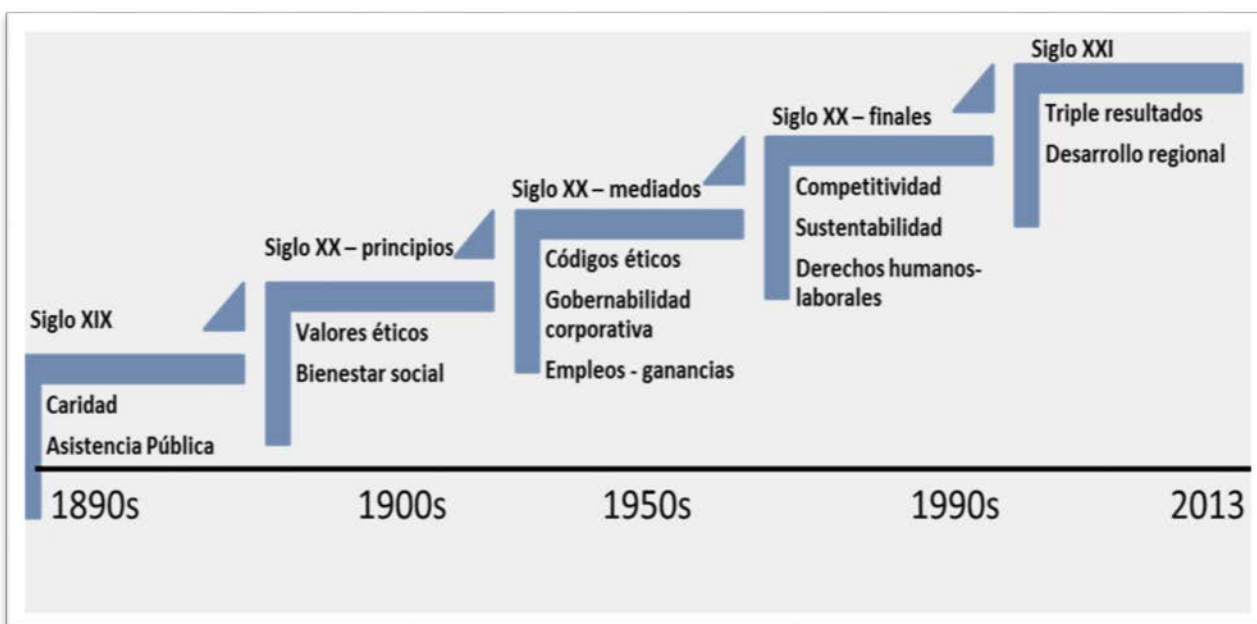 Siglo XIX
Caridad
Asistencia Pública
Siglo XX – principios
Valores éticos
Bienestar social
Siglo XX – mediados
Códigos éticos
Gobernabilidad
corporativa
Empleos - ganancias
Siglo XX – finales
Competitividad
Sustentabilidad
Derechos humanos-
laborales
Siglo XXI
Triple resultados
Desarrollo regional
1890s
1900s
1950s
1990s
2013